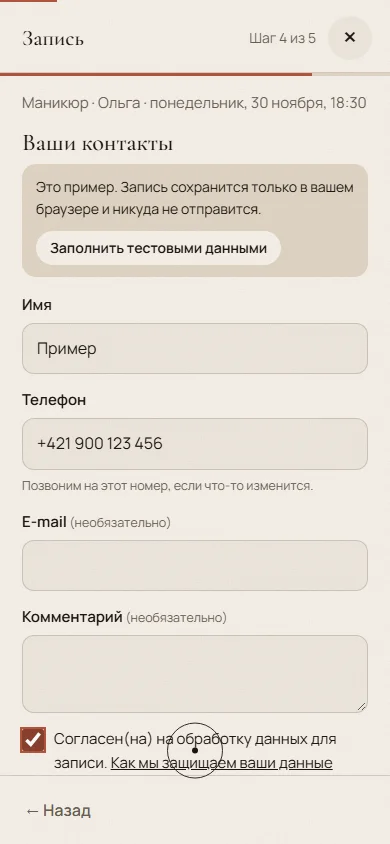 Запись
Шаг 4 из 5
Маникюр · Ольга · понедельник, 30 ноября, 18:30
Ваши контакты
Это пример. Запись сохранится только в вашем
браузере и никуда не отправится.
Заполнить тестовыми данными
Имя
Пример
Телефон
+421 900 123 456
Позвоним на этот номер, если что-то изменится.
E-mail (необязательно)
Комментарий (необязательно)
Согласен(на) на обработку данных для
записи. Как мы защищаем ваши данные
← Назад